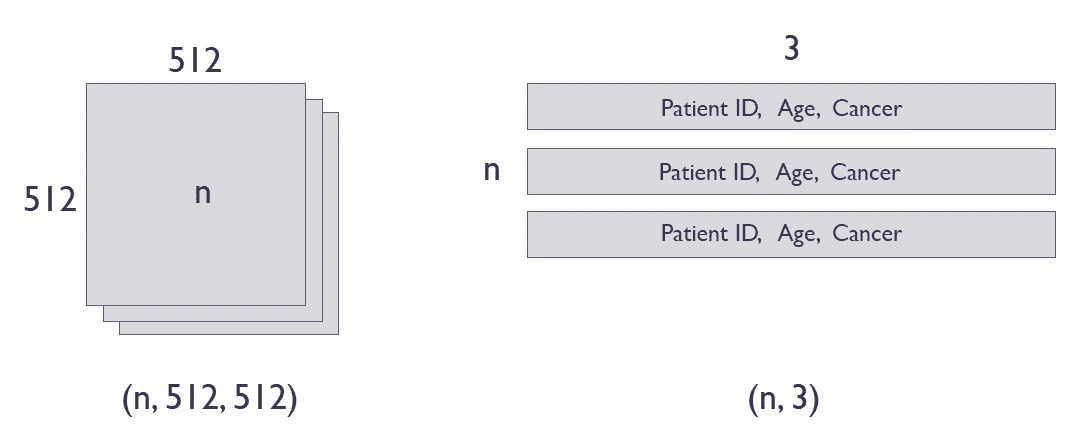 512
512
n
(n, 512, 512)
3
n
Patient ID, Age, Cancer
Patient ID, Age, Cancer
Patient ID, Age, Cancer
(n, 3)